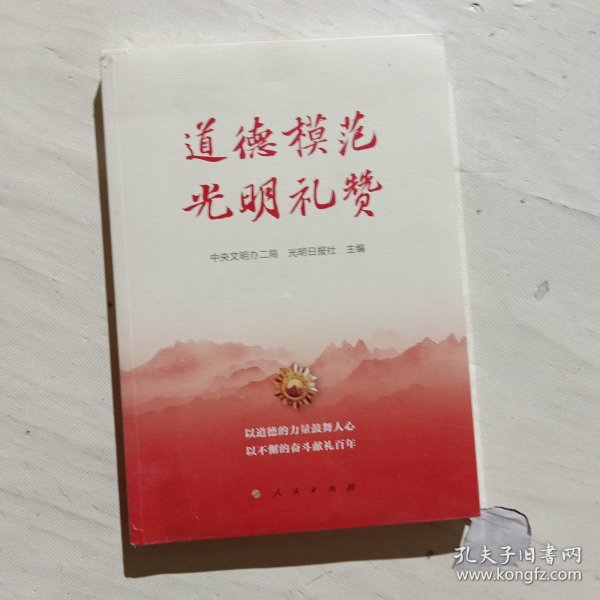 道德模范
光明礼赞
中央文明办二局 光明日报社 主编
以道德的力量鼓舞人心
以不懈的奋斗献礼百年
人民出版社
孔夫子旧书网
www.kongfz.com